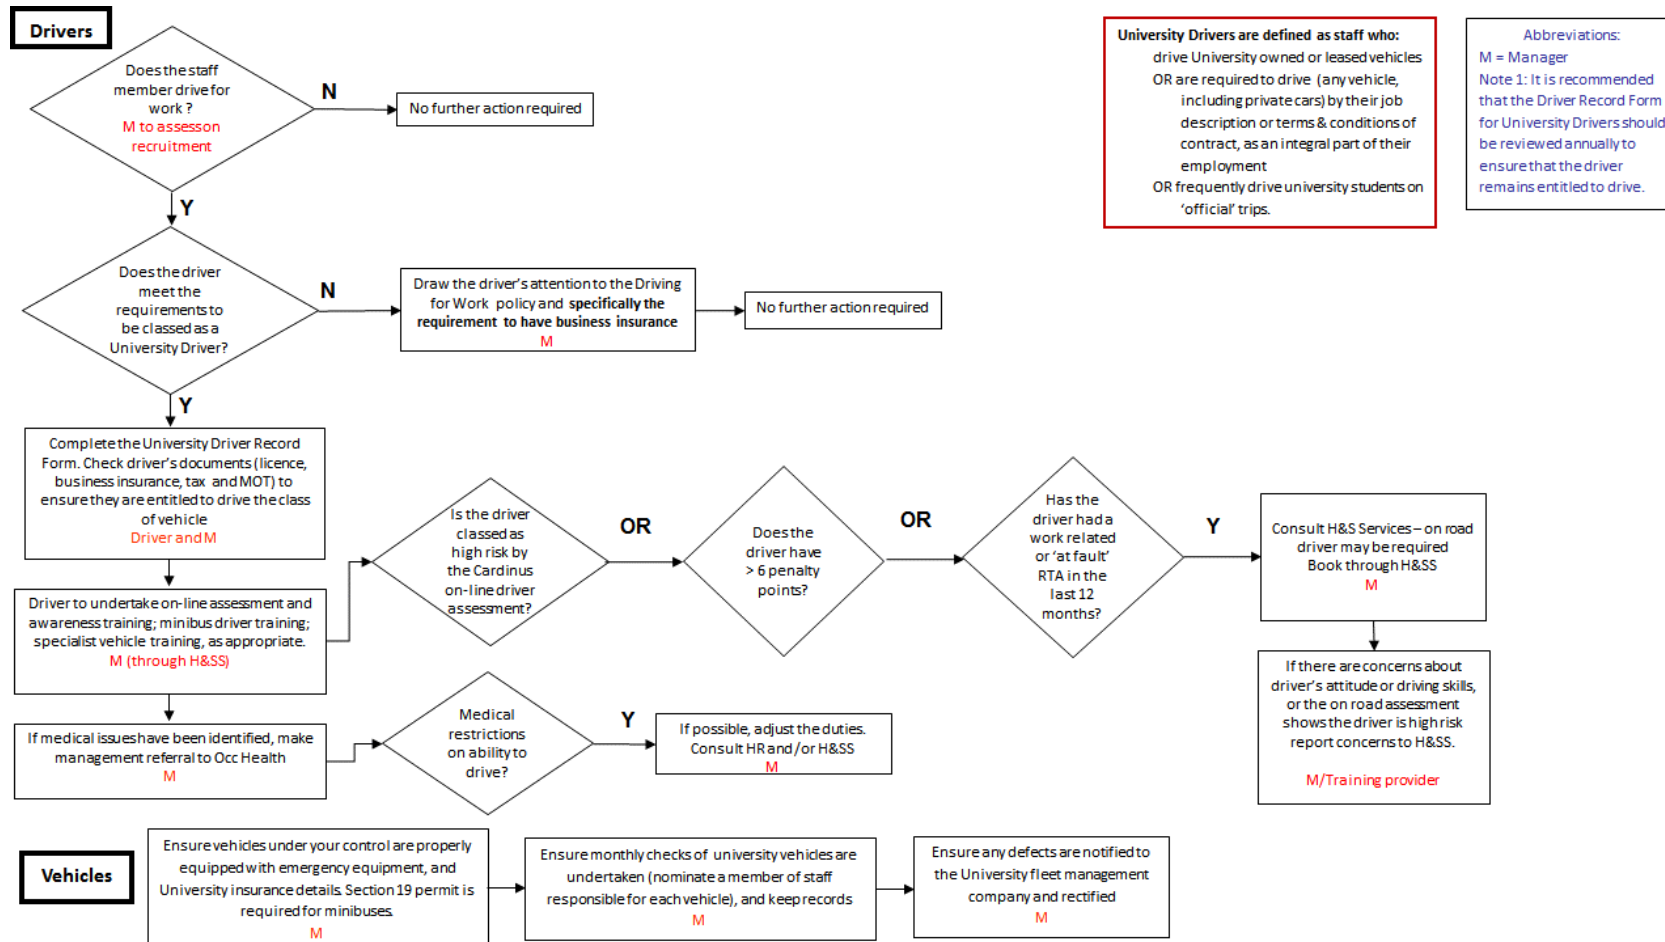 Drivers
Does the staff
member drive for
work ?
M to assesson
recruitment
N
No further action required
University Drivers are defined as staff who:
drive University owned or leased vehicles
OR are required to drive (any vehicle,
including private cars) by their job
description or terms & conditions of
contract, as an integral part of their
employment
OR frequently drive university students on
‘official’ trips.
Abbreviations:
M = Manager
Note 1: It is recommended
that the Driver Record Form
for University Drivers should
be reviewed annually to
ensure that the driver
remains entitled to drive.
Y
Does the driver
meet the
requirements to
be classed as a
University Driver?
N
Draw the driver’s attention to the Driving
for Work policy and specifically the
requirement to have business insurance
M
No further action required
Y
Complete the University Driver Record
Form. Check driver’s documents (licence,
business insurance, tax and MOT) to
ensure they are entitled to drive the class
of vehicle
Driver and M
Is the driver
classed as
high risk by
the Cardinus
on-line driver
assessment?
OR
Does the
driver have
> 6 penalty
points?
OR
Has the
driver had a
work related
or ‘at fault’
RTA in the
last 12
months?
Y
Consult H&S Services – on road
driver may be required
Book through H&SS
M
Driver to undertake on-line assessment and
awareness training; minibus driver training;
specialist vehicle training, as appropriate.
M (through H&SS)
If there are concerns about
driver’s attitude or driving skills,
or the on road assessment
shows the driver is high risk
report concerns to H&SS.
M/Training provider
If medical issues have been identified, make
management referral to Occ Health
M
Medical
restrictions
on ability to
drive?
Y
If possible, adjust the duties.
Consult HR and /or H&SS
M
Vehicles
Ensure vehicles under your control are properly
equipped with emergency equipment, and
University insurance details. Section 19 permit is
required for minibuses.
M
Ensure monthly checks of university vehicles are
undertaken (nominate a member of staff
responsible for each vehicle), and keep records
M
Ensure any defects are notified to
the University fleet management
company and rectified
M